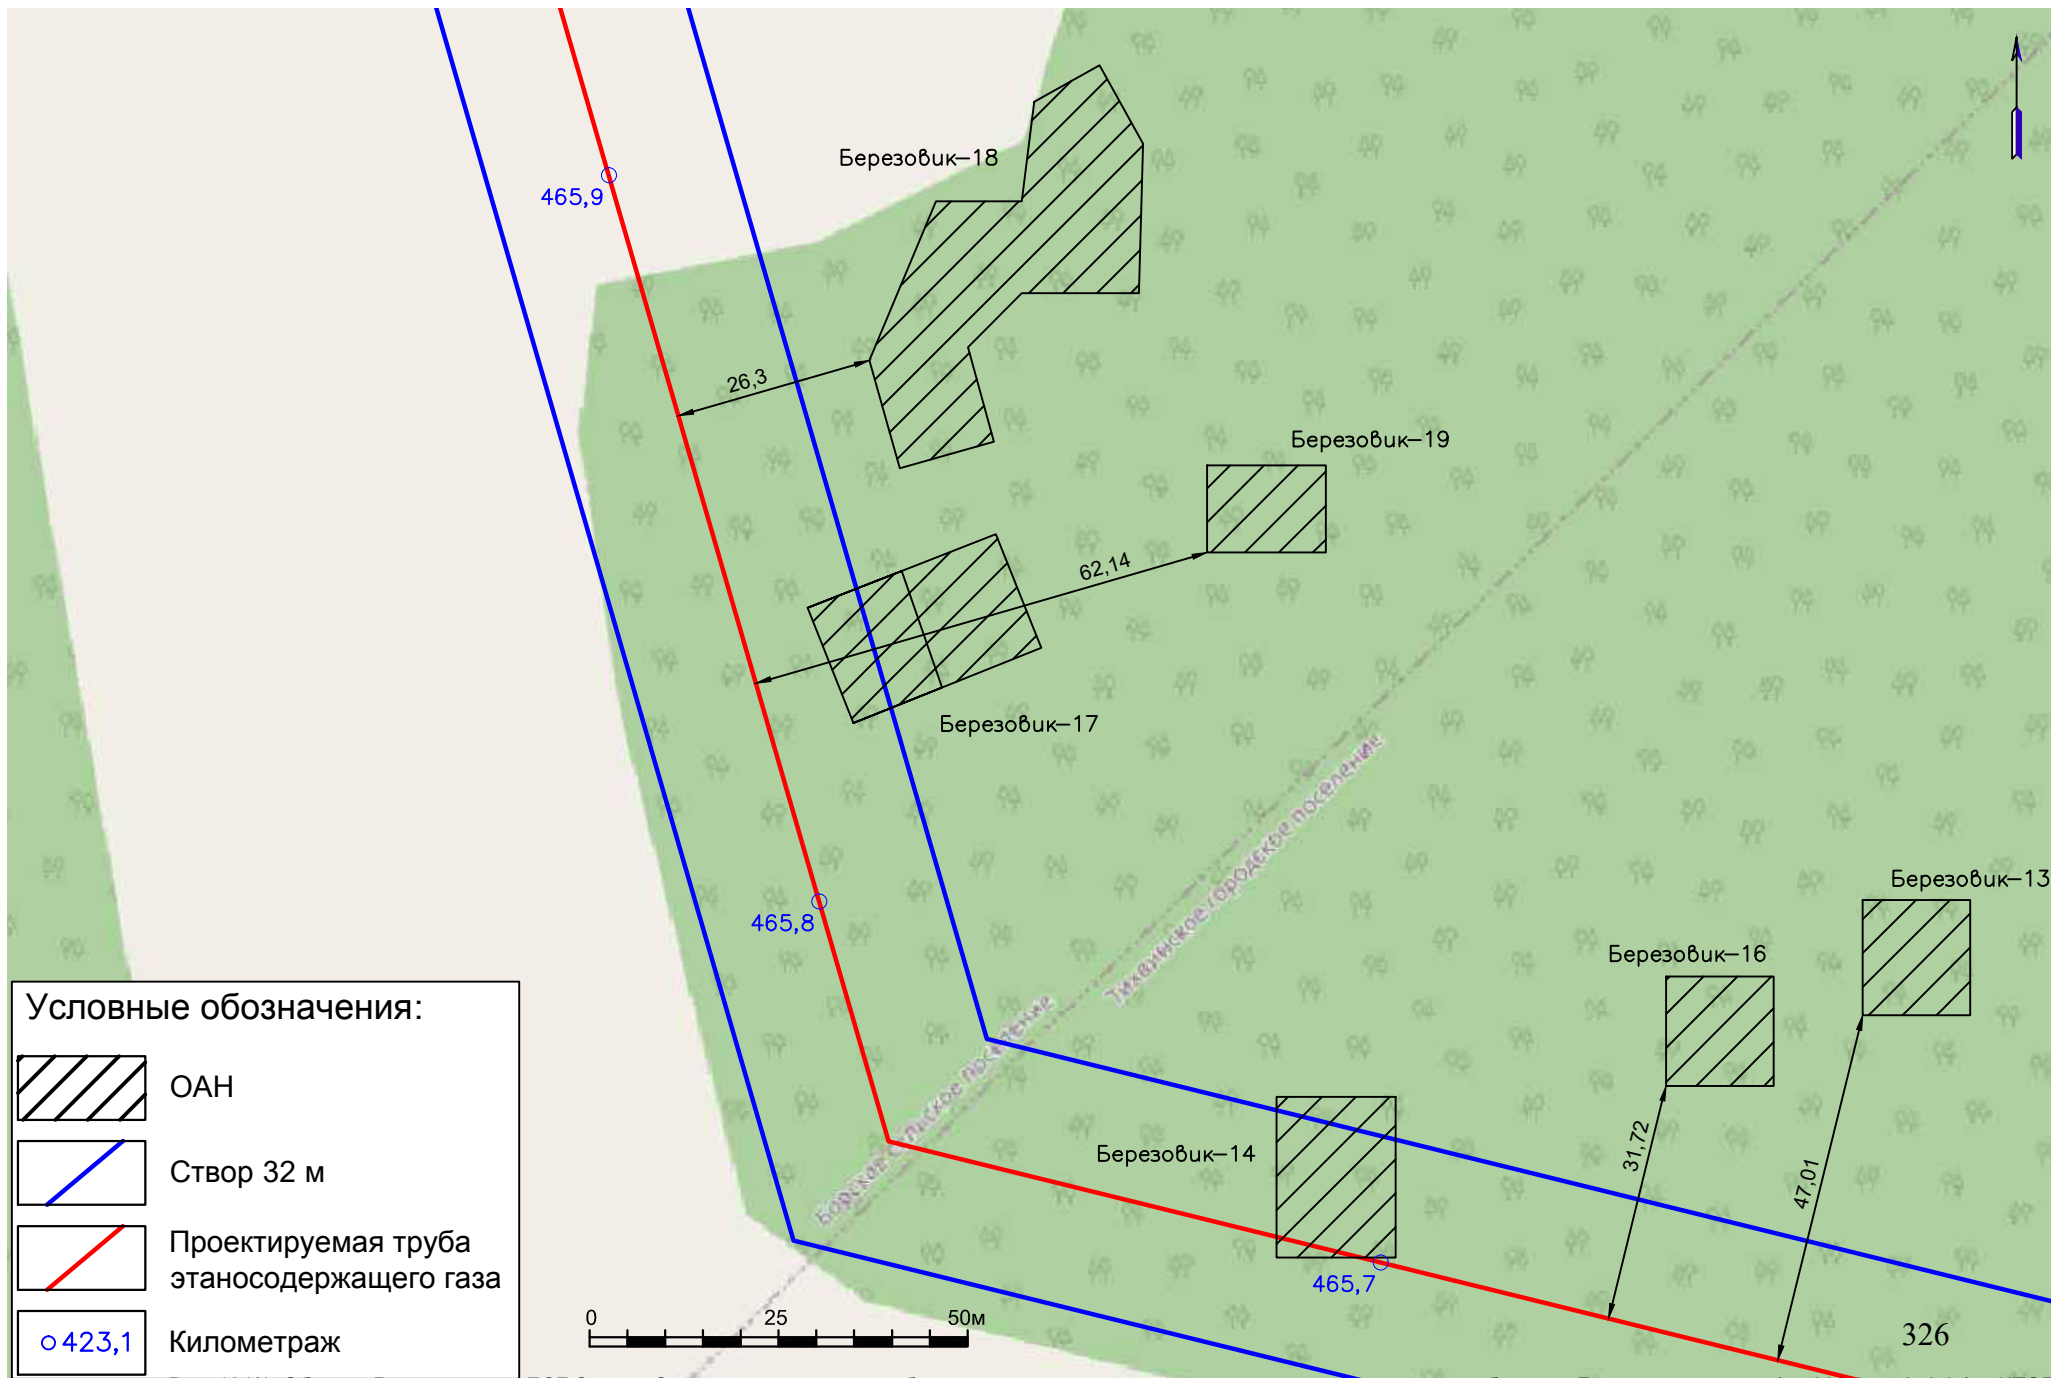 Березовик-18
465,9
26,3
Березовик-19
62,14
Березовик-17
Тихвинское городское поселение
465,8
Березовик-13
Березовик-16
Борское сельское поселение
Березовик-14
31,72
47,01
465,7
Условные обозначения:
ОАН
Створ 32 м
Проектируемая труба
этаносодержащего газа
423,1 Километраж
0 25 50м
326